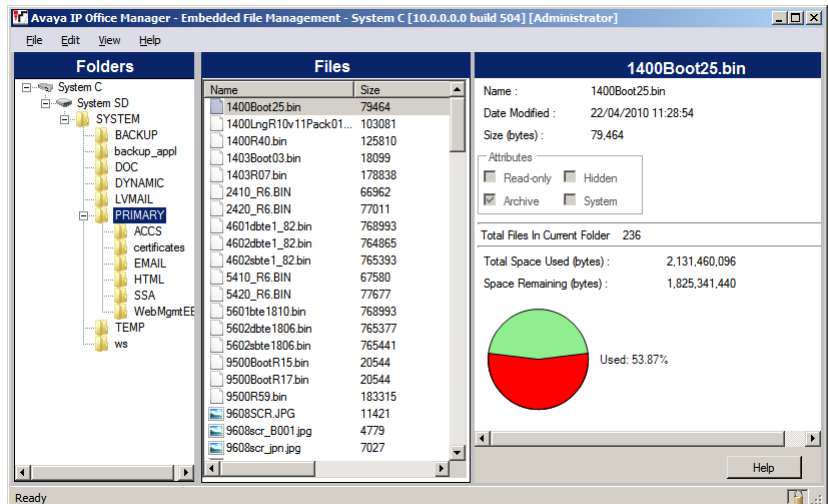 Avaya IP Office Manager - Embedded File Management - System C [10.0.0.0.0 build 504] [Administrator]
File Edit View Help
Folders
System C
System SD
SYSTEM
BACKUP
backup_appl
DOC
DYNAMIC
LVMAIL
PRIMARY
ACCS
certificates
EMAIL
HTML
SSA
WebMgmtEE
TEMP
ws
Files
Name Size
1400Boot25.bin 79464
1400LngR10v11Pack01... 103081
1400R40.bin 125810
1403Boot03.bin 18099
1403R07.bin 178838
2410_R6.BIN 66962
2420_R6.BIN 77011
4601dbte1_82.bin 768993
4602dbte1_82.bin 764865
4602sbte1_82.bin 765393
5410_R6.BIN 67580
5420_R6.BIN 77677
5601bte1810.bin 768993
5602dbte1806.bin 765377
5602sbte1806.bin 765441
9500BootR15.bin 20544
9500BootR17.bin 20544
9500R59.bin 183315
9608SCR.JPG 11421
9608scr_B001.jpg 4779
9608scr_jpn.jpg 7027
1400Boot25.bin
Name : 1400Boot25.bin
Date Modified : 22/04/2010 11:28:54
Size (bytes) : 79,464
Attributes
Read-only Hidden
Archive System
Total Files In Current Folder 236
Total Space Used (bytes) : 2,131,460,096
Space Remaining (bytes) : 1,825,341,440
Used: 53.87%
Help
Ready